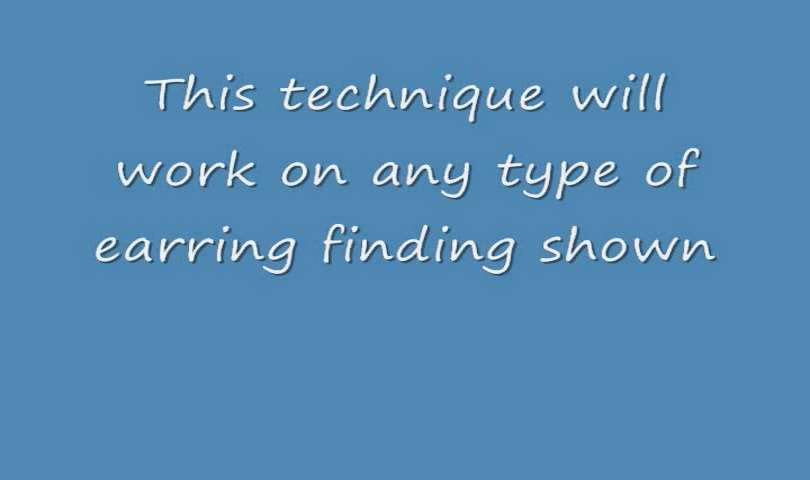 This technique will
work on any type of
earring finding shown